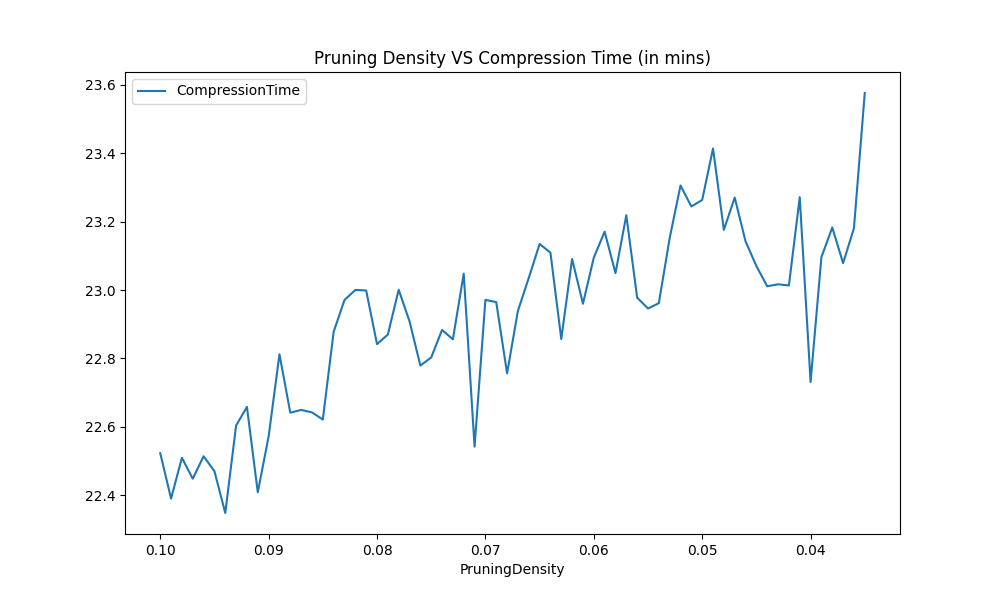 Pruning Density VS Compression Time (in mins)
CompressionTime
23.6
23.4
23.2
23.0
22.8
22.6
22.4
0.10 0.09 0.08 0.07 0.06 0.05 0.04
PruningDensity